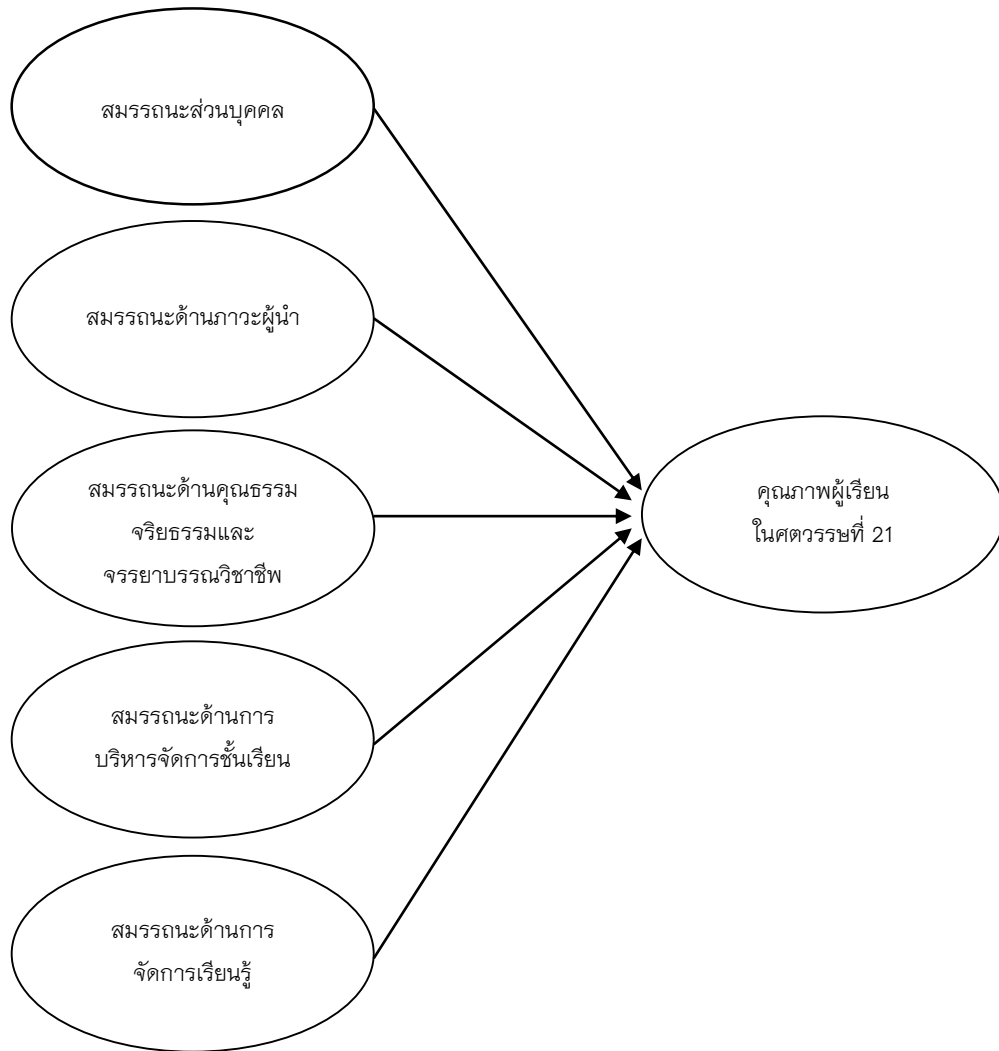 สมรรถนะส่วนบุคคล
สมรรถนะด้านภาวะผู้นำ
สมรรถนะด้านคุณธรรม
จริยธรรมและ
จรรยาบรรณวิชาชีพ
สมรรถนะด้านการ
บริหารจัดการชั้นเรียน
สมรรถนะด้านการ
จัดการเรียนรู้
คุณภาพผู้เรียน
ในศตวรรษที่ 21